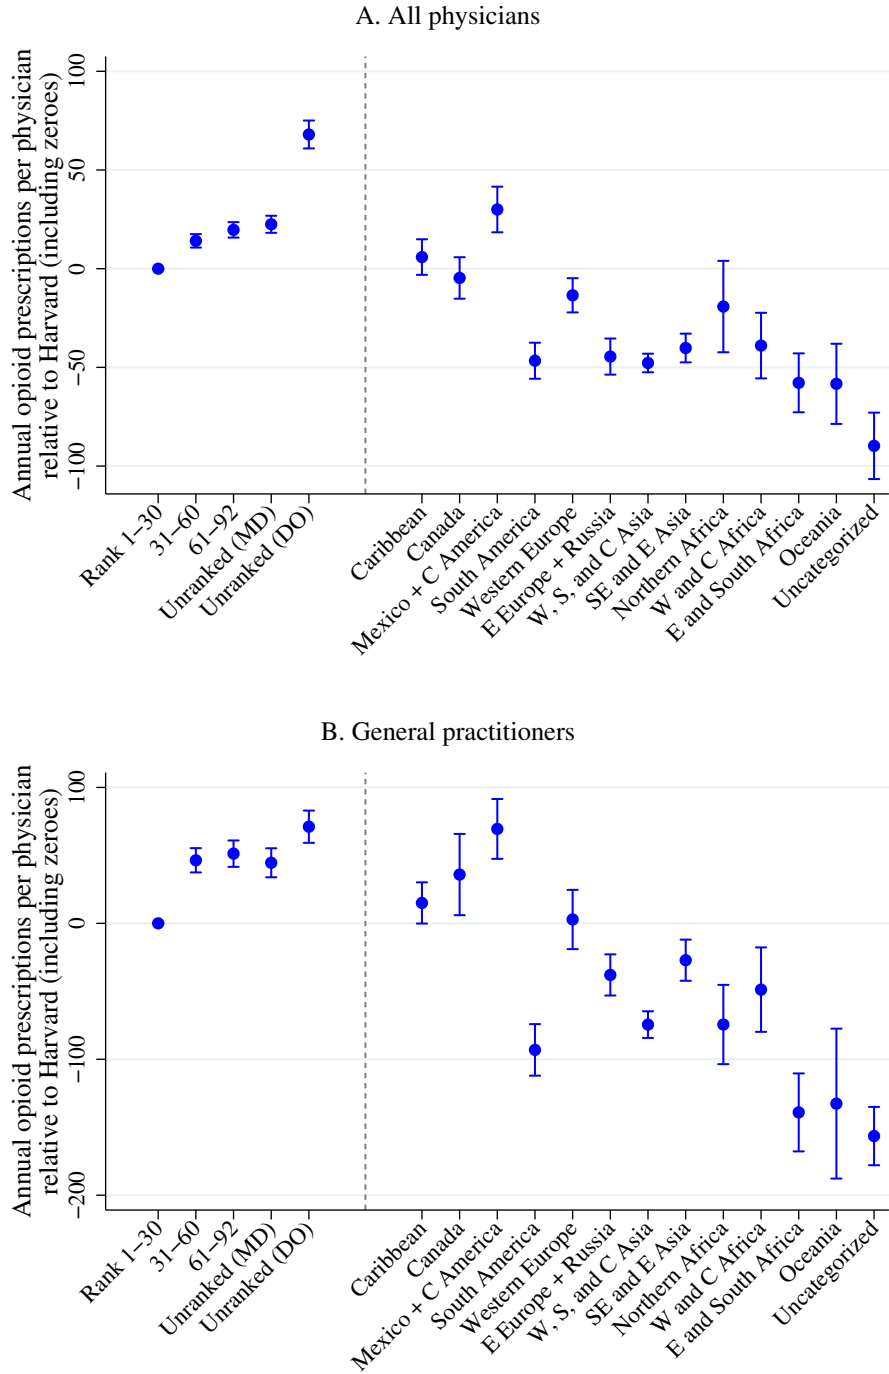 A. All physicians
Annual opioid prescriptions per physician
relative to Harvard (including zeroes)
100
50
0
−50
−100
Rank 1–30
31–60
61–92
Unranked (MD)
Unranked (DO)
Caribbean
Canada
Mexico + C America
South America
Western Europe
E Europe + Russia
W, S, and C Asia
SE and E Asia
Northern Africa
W and C Africa
E and South Africa
Oceania
Uncategorized
B. General practitioners
Annual opioid prescriptions per physician
relative to Harvard (including zeroes)
100
0
−100
−200
Rank 1–30
31–60
61–92
Unranked (MD)
Unranked (DO)
Caribbean
Canada
Mexico + C America
South America
Western Europe
E Europe + Russia
W, S, and C Asia
SE and E Asia
Northern Africa
W and C Africa
E and South Africa
Oceania
Uncategorized